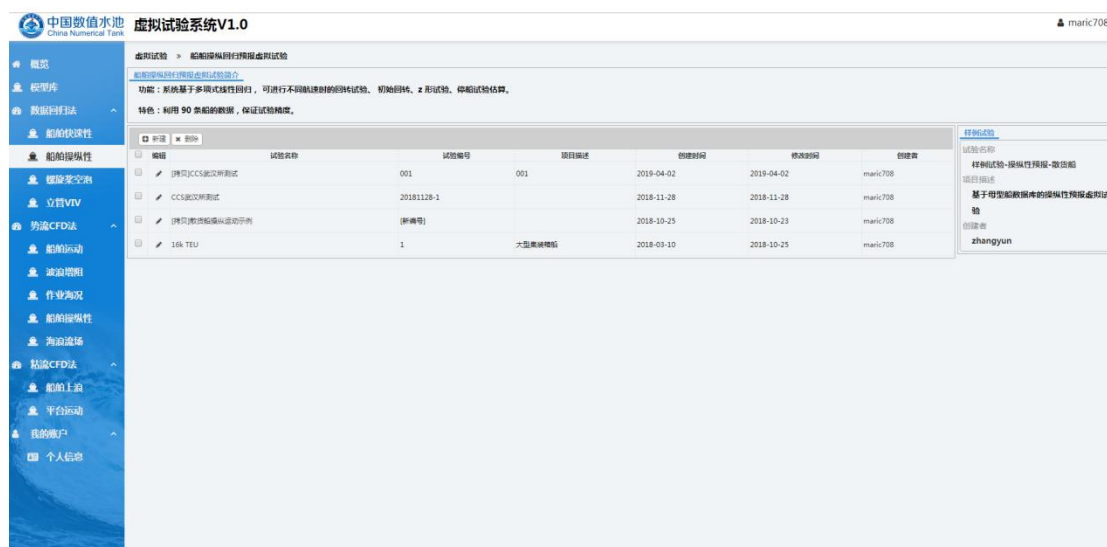 中国数值水池
China Numerical Tank
虚拟试验系统V1.0
maric708
概览
模型库
数据回归法
船舶快速性
船舶操纵性
螺旋桨空泡
立管VIV
势流CFD法
船舶运动
波浪增阻
作业海况
船舶操纵性
海浪流场
粘流CFD法
船舶上浪
平台运动
我的账户
个人信息
虚拟试验 » 船舶操纵回归预报虚拟试验
船舶操纵回归预报虚拟试验简介
功能：系统基于多项式线性回归，可进行不同航速时的回转试验、初始回转、z 形试验、停船试验估算。
特色：利用 90 条船的数据，保证试验精度。
新建 删除
编辑 试验名称 试验编号 项目描述 创建时间 修改时间 创建者
[拷贝]CCS武汉所测试 001 001 2019-04-02 2019-04-02 maric708
CCS武汉所测试 20181128-1 2018-11-28 2018-11-28 maric708
[拷贝]散货船操纵运动示例 [新编号] 2018-10-25 2018-10-23 maric708
16k TEU 1 大型集装箱船 2018-03-10 2018-10-25 maric708
样例试验
试验名称
样例试验-操纵性预报-散货船
项目描述
基于母型船数据库的操纵性预报虚拟试
验
创建者
zhangyun